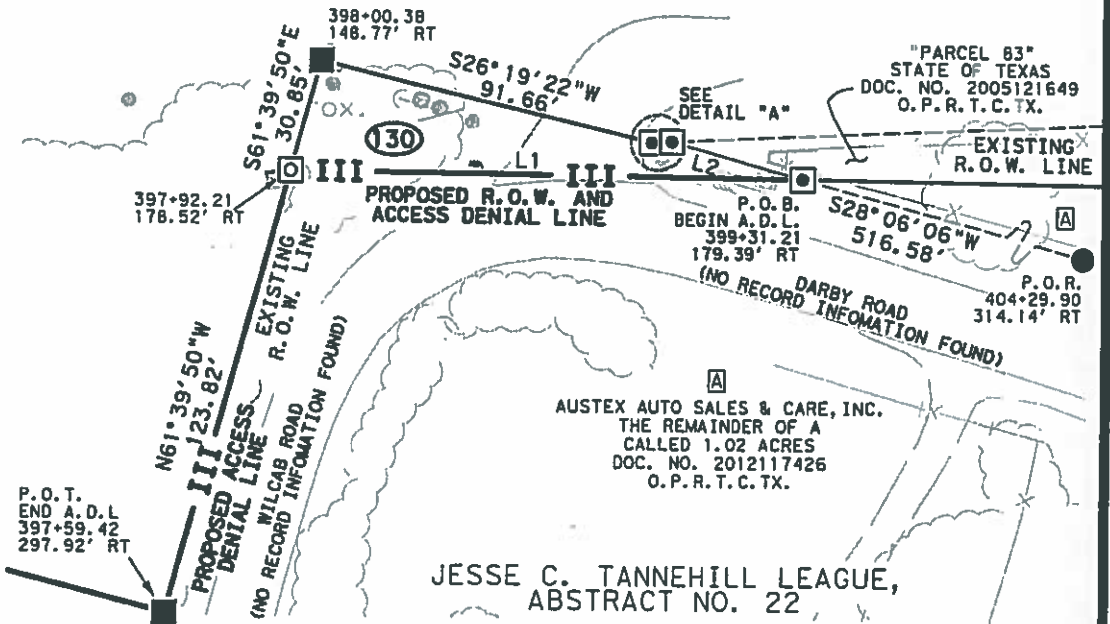 398+00.38
148.77' RT
S61°39'50"E
30.85'
S26°19'22"W
91.66'
"PARCEL 83"
STATE OF TEXAS
DOC. NO. 2005121649
O.P.R.T.C.TX.
SEE
DETAIL "A"
OX.
130
EXISTING
R.O.W. LINE
III
L1
III
L2
397+92.21
178.52' RT
PROPOSED R.O.W. AND
ACCESS DENIAL LINE
P.O.B.
BEGIN A.D.L.
399+31.21
179.39' RT
S28°06'06"W
516.58'
A
P.O.R.
404+29.90
314.14' RT
DARBY ROAD
(NO RECORD INFOMATION FOUND)
EXISTING
R.O.W. LINE
N61°39'50"W
123.82'
III
PROPOSED ACCESS
DENIAL LINE
WILCAB ROAD
(NO RECORD INFOMATION FOUND)
A
AUSTEX AUTO SALES & CARE, INC.
THE REMAINDER OF A
CALLED 1.02 ACRES
DOC. NO. 2012117426
O.P.R.T.C.TX.
P.O.T.
END A.D.L
397+59.42
297.92' RT
JESSE C. TANNEHILL LEAGUE,
ABSTRACT NO. 22